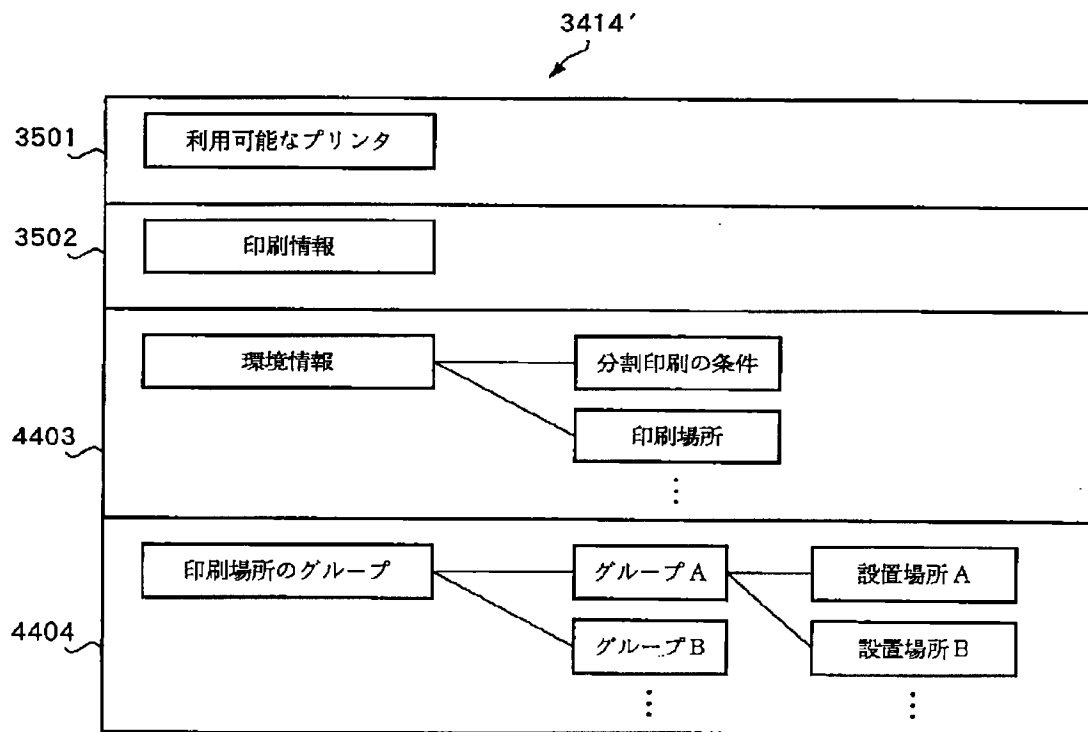 3414′
3501
利用可能なプリンタ
3502
印刷情報
4403
環境情報
分割印刷の条件
印刷場所
⋮
4404
印刷場所のグループ
グループA
設置場所A
グループB
設置場所B
⋮
⋮